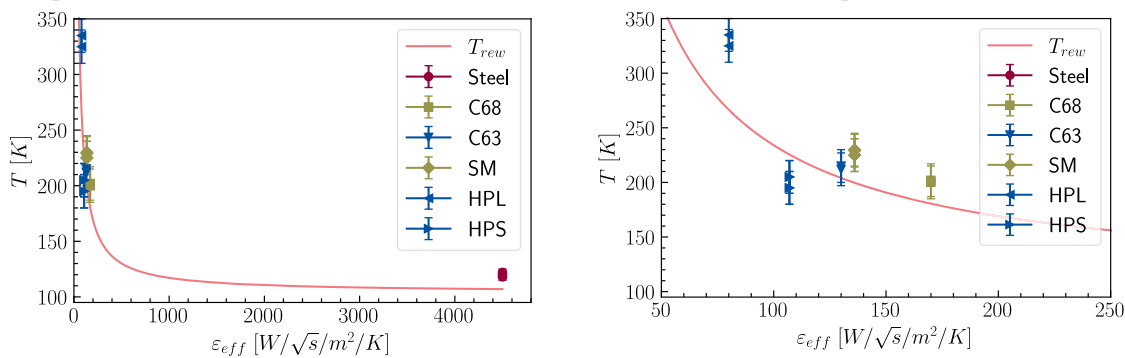 350
300
250
200
150
100
T [K]
0
1000
2000
3000
4000
ε_eff [W/√s/m²/K]
T_rew
Steel
C68
C63
SM
HPL
HPS
350
300
250
200
150
100
T [K]
50
100
150
200
250
ε_eff [W/√s/m²/K]
T_rew
Steel
C68
C63
SM
HPL
HPS